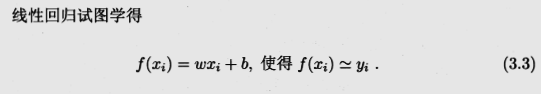 线性回归试图学得
f(xᵢ) = wxᵢ + b, 使得 f(xᵢ) ≃ yᵢ . (3.3)